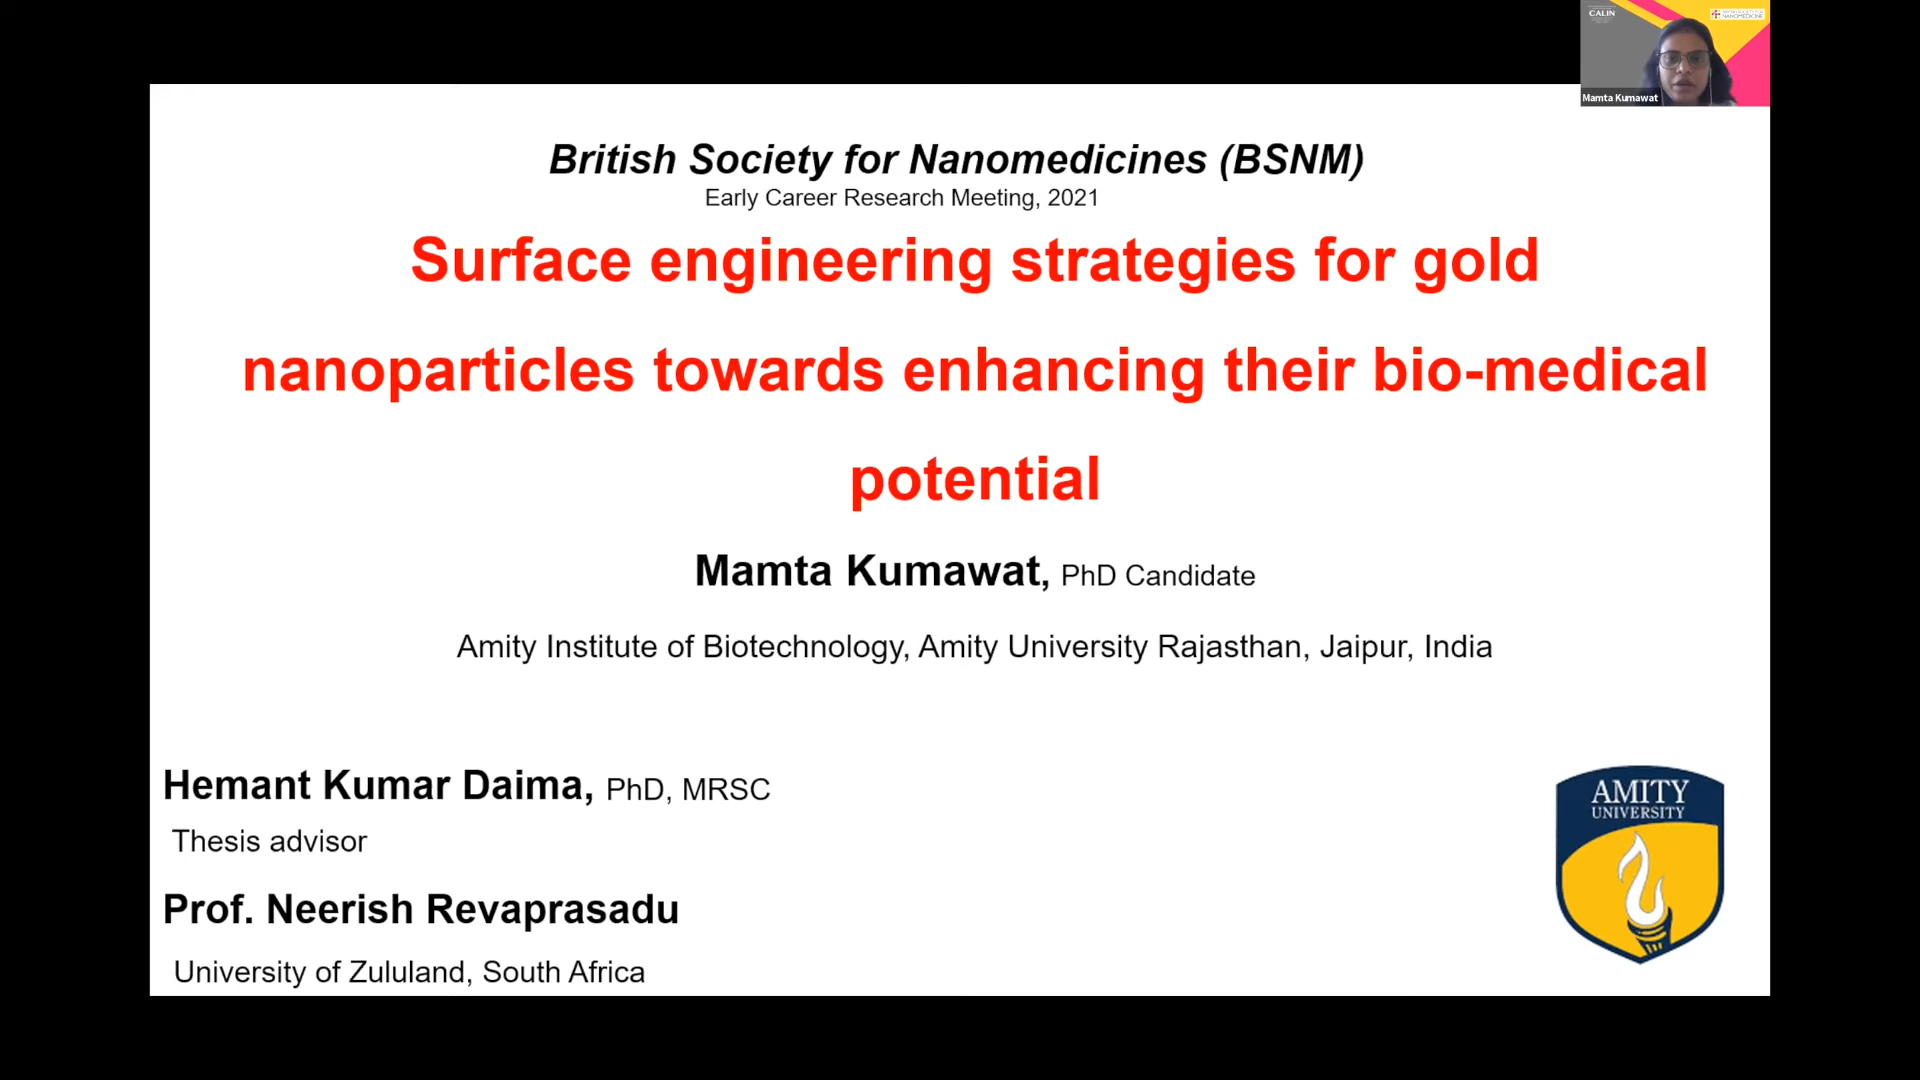 CALIN
NANOMEDICINE
Mamta Kumawat
British Society for Nanomedicines (BSNM)
Early Career Research Meeting, 2021
Surface engineering strategies for gold
nanoparticles towards enhancing their bio-medical
potential
Mamta Kumawat, PhD Candidate
Amity Institute of Biotechnology, Amity University Rajasthan, Jaipur, India
Hemant Kumar Daima, PhD, MRSC
Thesis advisor
Prof. Neerish Revaprasadu
University of Zululand, South Africa
AMITY
UNIVERSITY